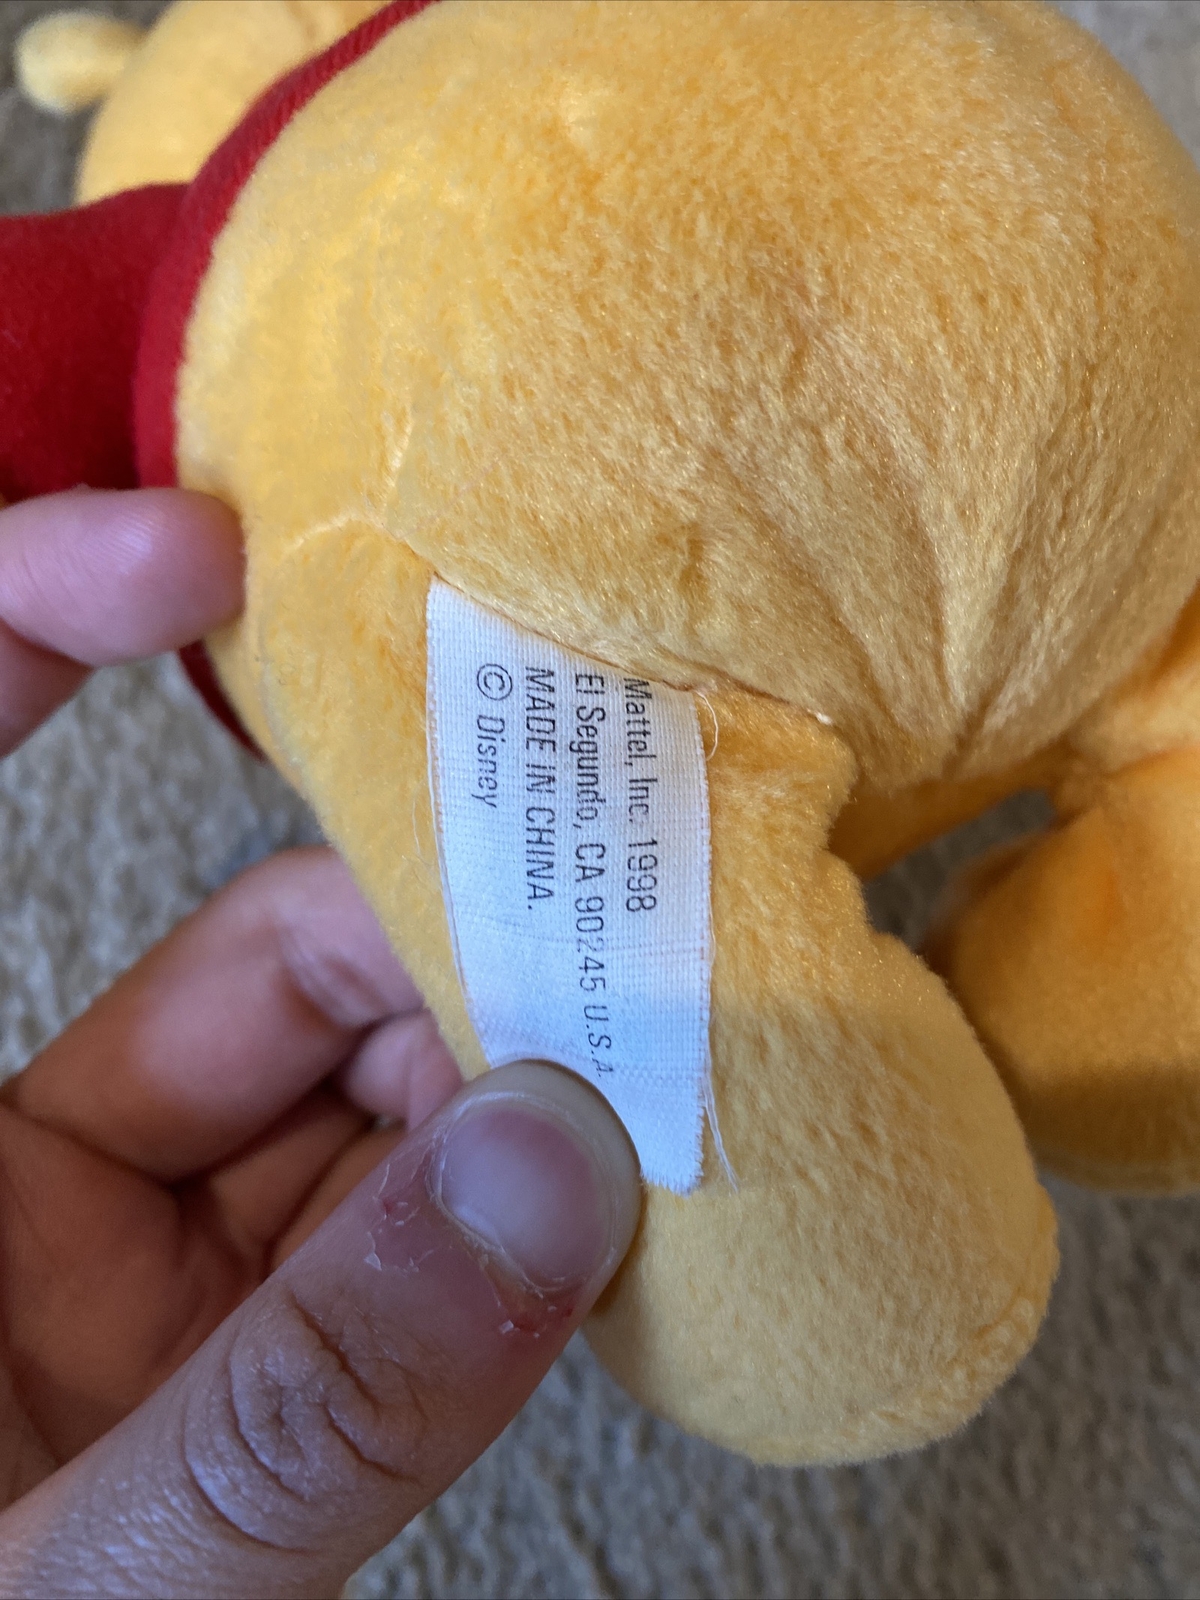 Mattel, Inc. 1998
El Segundo, CA 90245 U.S.A.
MADE IN CHINA.
© Disney